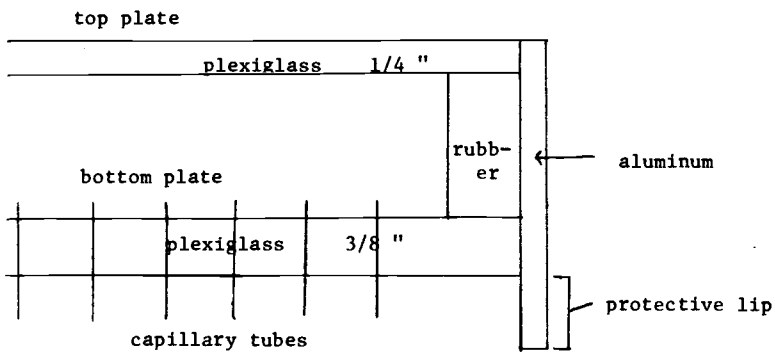 top plate
plexiglass 1/4 "
rubb-
er
aluminum
bottom plate
plexiglass 3/8 "
protective lip
capillary tubes